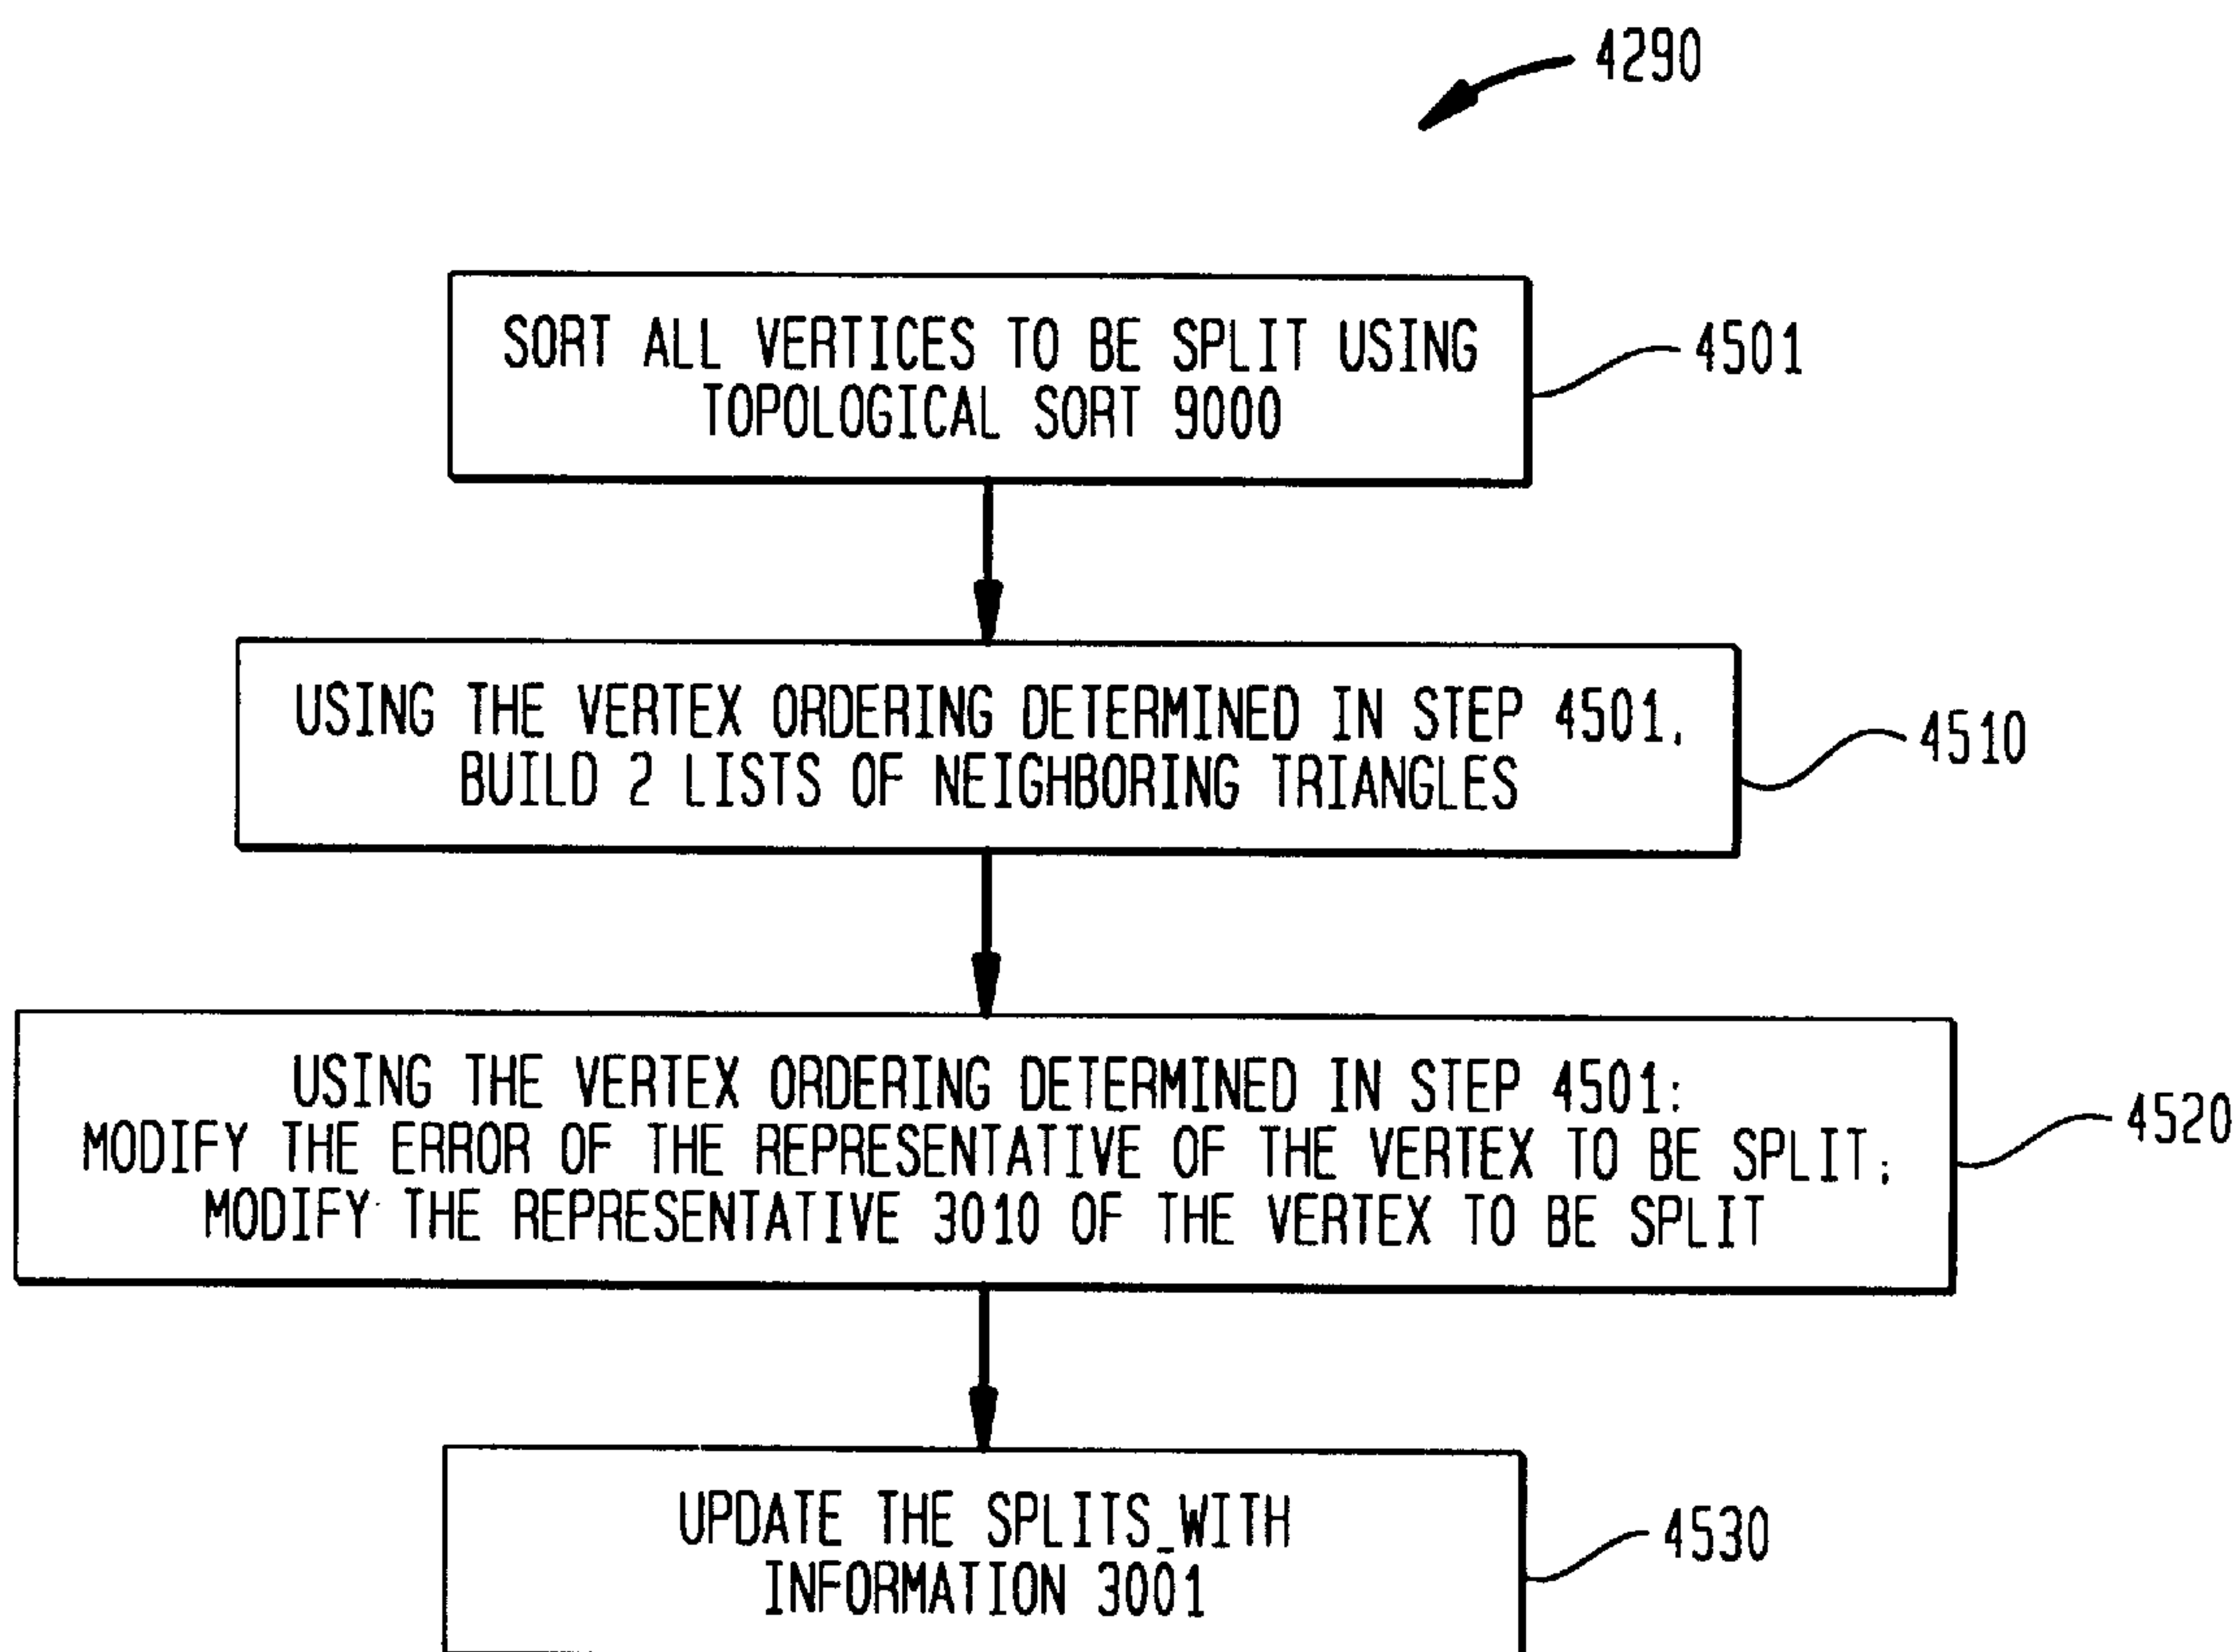 4290
SORT ALL VERTICES TO BE SPLIT USING
TOPOLOGICAL SORT 9000
4501
USING THE VERTEX ORDERING DETERMINED IN STEP 4501,
BUILD 2 LISTS OF NEIGHBORING TRIANGLES
4510
USING THE VERTEX ORDERING DETERMINED IN STEP 4501:
MODIFY THE ERROR OF THE REPRESENTATIVE OF THE VERTEX TO BE SPLIT;
MODIFY THE REPRESENTATIVE 3010 OF THE VERTEX TO BE SPLIT
4520
UPDATE THE SPLITS_WITH
INFORMATION 3001
4530